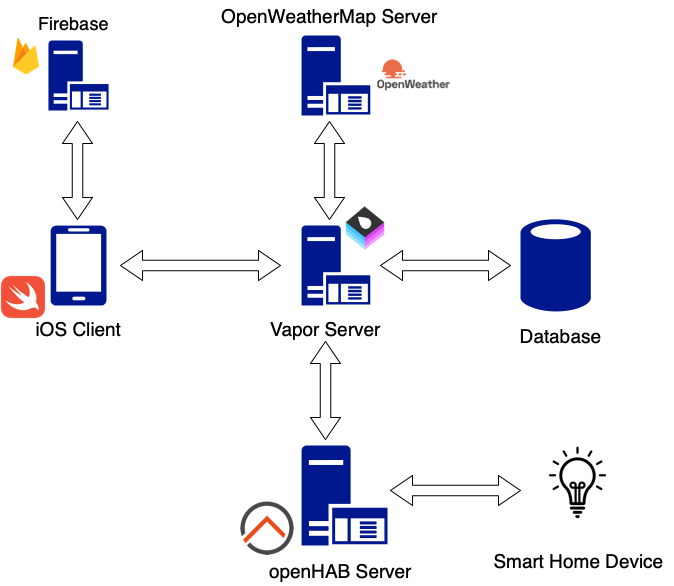 Firebase
OpenWeatherMap Server
OpenWeather
iOS Client
Vapor Server
Database
openHAB Server
Smart Home Device